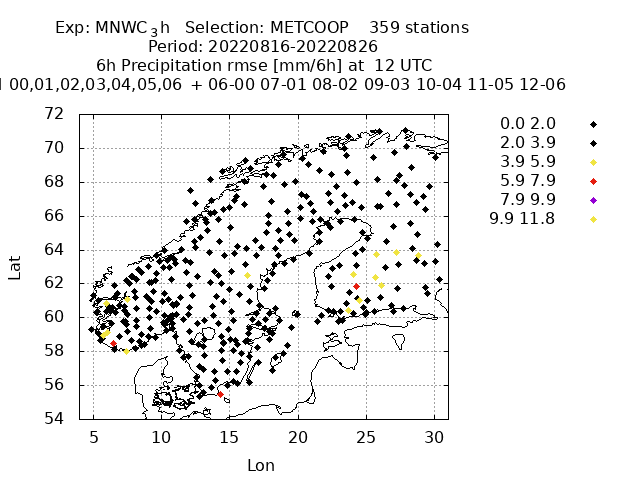 Exp: MNWC_3h   Selection: METCOOP    359 stations
Period: 20220816-20220826
6h Precipitation rmse [mm/6h] at  12 UTC
00,01,02,03,04,05,06  + 06-00 07-01 08-02 09-03 10-04 11-05 12-06
72
70
68
66
64
62
60
58
56
54
Lat
5 10 15 20 25 30
Lon
0.0 2.0
2.0 3.9
3.9 5.9
5.9 7.9
7.9 9.9
9.9 11.8